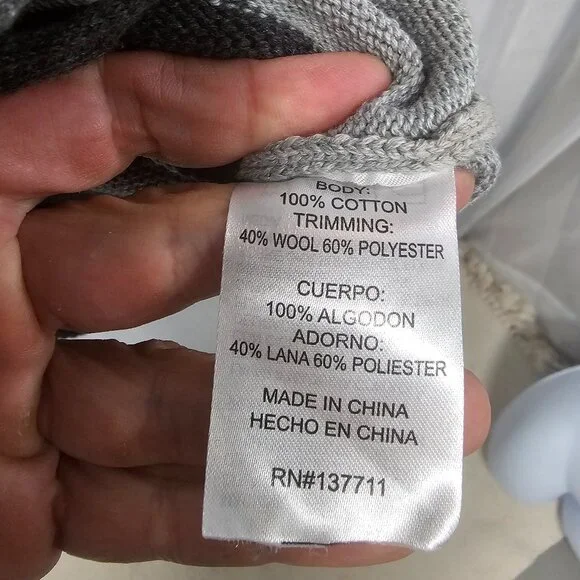 BODY:
100% COTTON
TRIMMING:
40% WOOL 60% POLYESTER
CUERPO:
100% ALGODON
ADORNO:
40% LANA 60% POLIESTER
MADE IN CHINA
HECHO EN CHINA
RN#137711